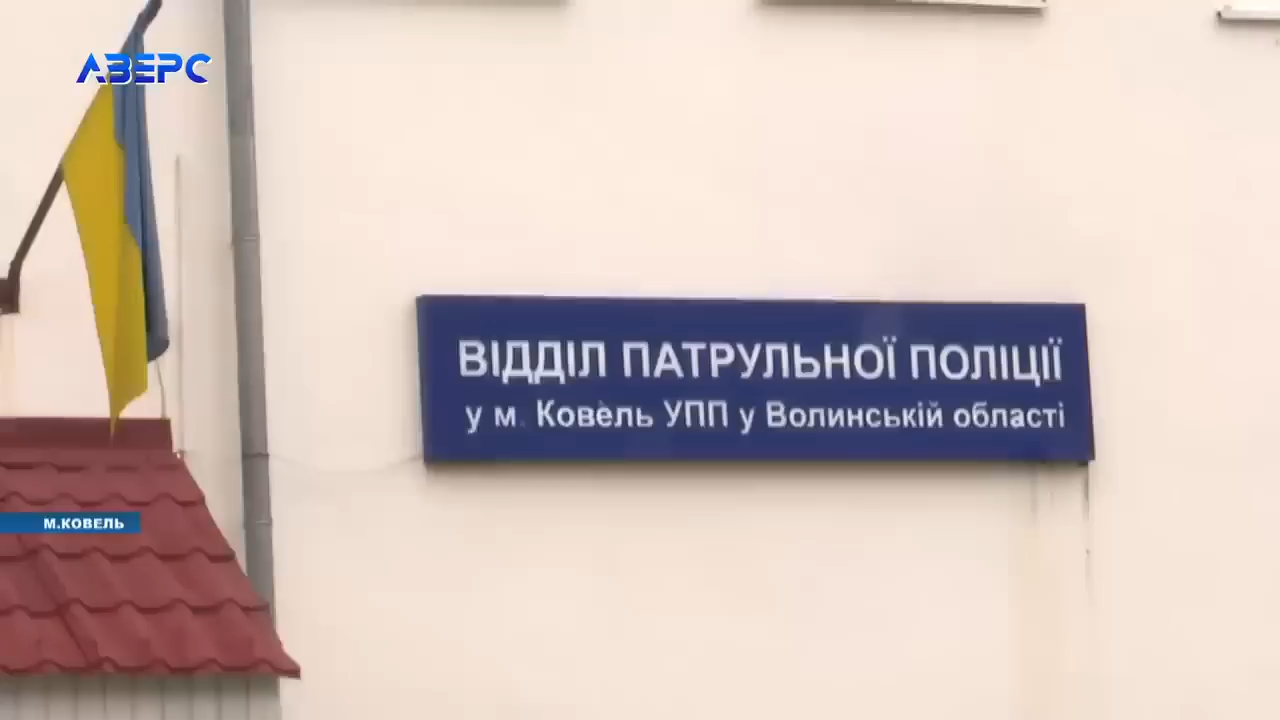 АВЕРС
ВІДДІЛ ПАТРУЛЬНОЇ ПОЛІЦІЇ
у м. Ковель УПП у Волинській області
М.КОВЕЛЬ